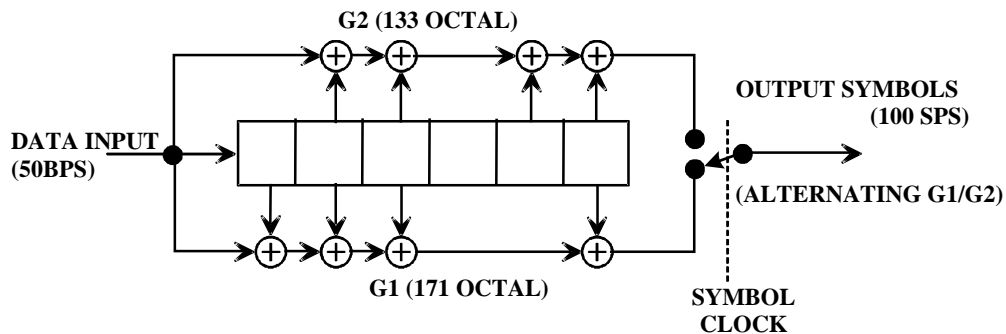 G2 (133 OCTAL)
OUTPUT SYMBOLS
(100 SPS)
DATA INPUT
(50BPS)
(ALTERNATING G1/G2)
G1 (171 OCTAL)
SYMBOL
CLOCK